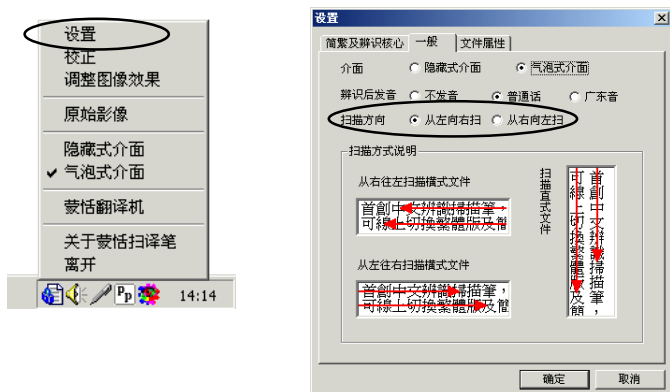 设置
校正
调整图像效果
原始影像
隐藏式介面
气泡式介面
蒙恬翻译机
关于蒙恬扫译笔
离开
14:14
设置
简繁及辨识核心 一般 文件属性
介面 隐藏式介面 气泡式介面
辨识后发音 不发音 普通话 广东音
扫描方向 从左向右扫 从右向左扫
扫描方式说明
从右往左扫描横式文件
首創中文辨識掃描筆，
可線上切換繁體版及簡
从左往右扫描横式文件
首創中文辨識掃描筆，
可線上切換繁體版及簡
扫描直式文件
首創中文辨識掃描筆，
可線上切換繁體版及簡
确定 取消